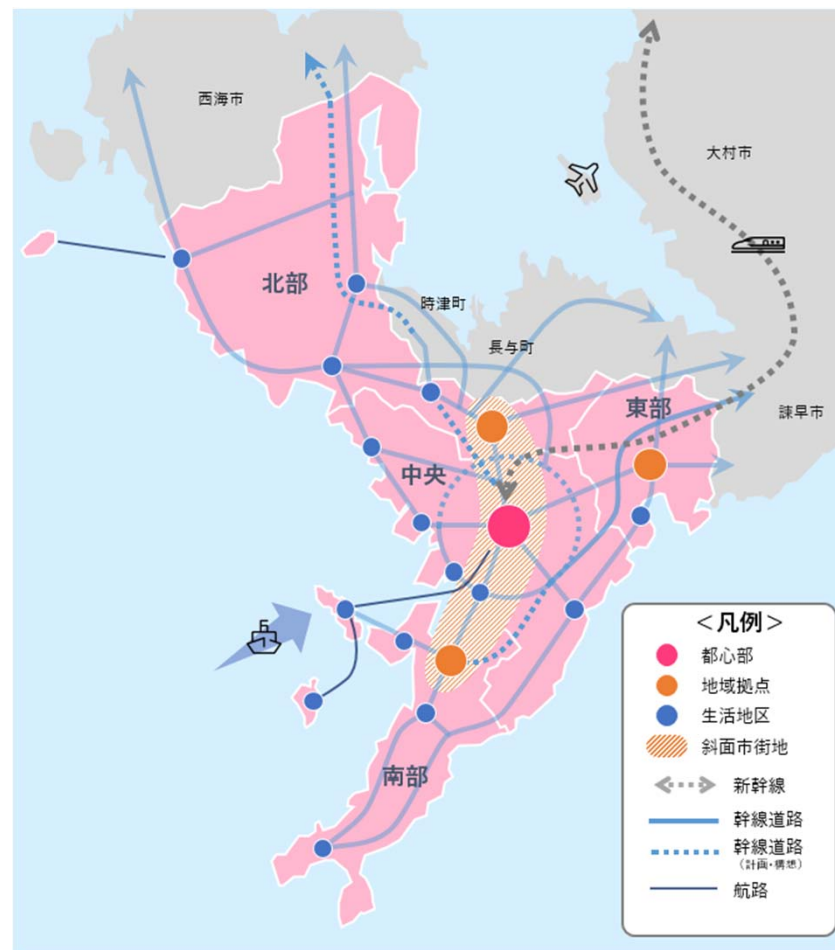 西海市
大村市
北部
時津町
長与町
東部
諫早市
中央
南部
<凡例>
都心部
地域拠点
生活地区
斜面市街地
新幹線
幹線道路
幹線道路
(計画・構想)
航路